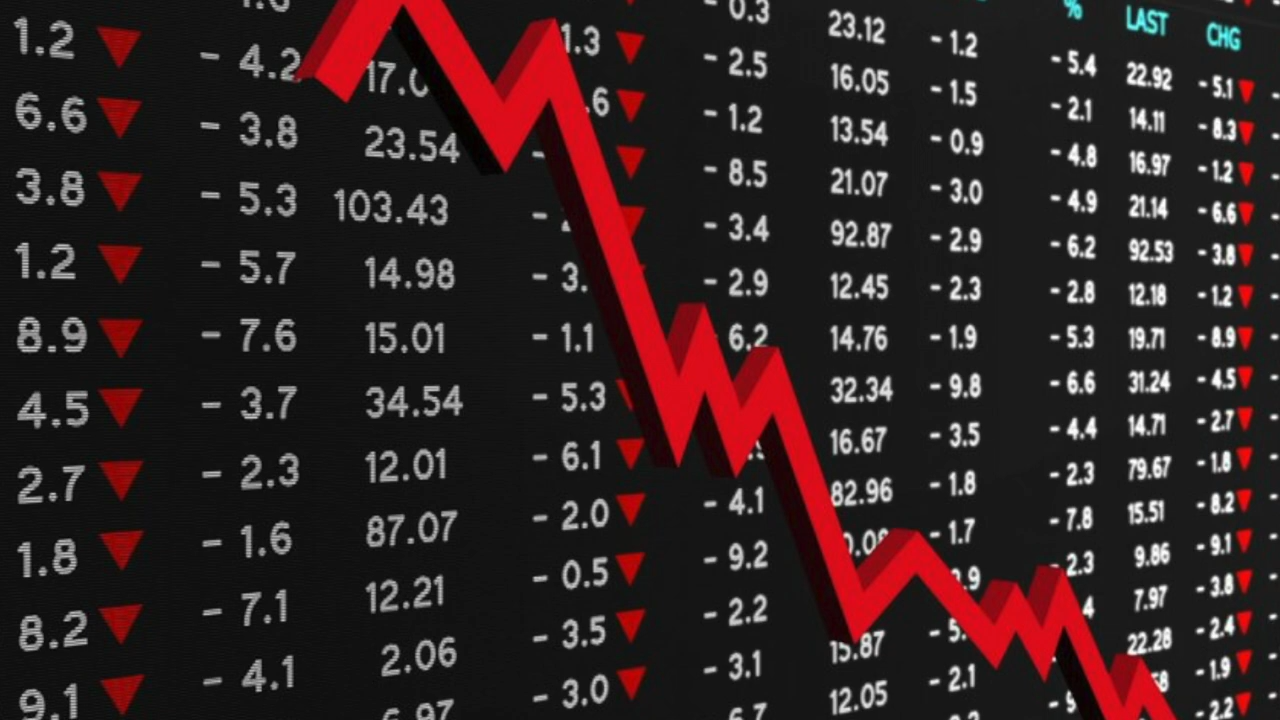 % LAST CHG
- 0.3 23.12 - 1.2 - 5.4 22.92 - 5.1
1.2 ▼ - 4.2 17.0 1.3 ▼ - 2.5 16.05 - 1.5 - 2.1 14.11 - 8.3 ▼
6.6 ▼ - 3.8 23.54 ▼ - 1.2 13.54 - 0.9 - 4.8 16.97 - 1.2 ▼
3.8 ▼ - 5.3 103.43 - 8.5 21.07 - 3.0 - 4.9 21.14 - 6.6 ▼
1.2 ▼ - 5.7 14.98 - 3. - 3.4 92.87 - 2.9 - 6.2 92.53 - 3.8 ▼
- 2.9 12.45 - 2.3 - 2.8 12.18 - 1.2 ▼
8.9 ▼ - 7.6 15.01 - 1.1 6.2 14.76 - 1.9 - 5.3 19.71 - 8.9 ▼
4.5 ▼ - 3.7 34.54 - 5.3 32.34 - 9.8 - 6.6 31.24 - 4.5 ▼
2.7 ▼ - 2.3 12.01 - 6.1 ▼ 16.67 - 3.5 - 4.4 14.71 - 2.7 ▼
1.8 ▼ - 1.6 87.07 - 2.0 ▼ - 4.1 82.96 - 1.8 - 2.3 79.67 - 1.8 ▼
8.2 ▼ - 7.1 12.21 - 0.5 ▼ - 9.2 - 1.7 - 7.8 15.51 - 8.2 ▼
9.1 ▼ - 4.1 2.06 - 3.5 ▼ - 2.2 2.3 9.86 - 9.1 ▼
6.97 - 3.0 ▼ - 3.1 15.87 7.97 - 3.8 ▼
6.7 12.05 - 2.1 22.28 - 2.4 ▼
- 1.9 ▼
- 2.2 ▼